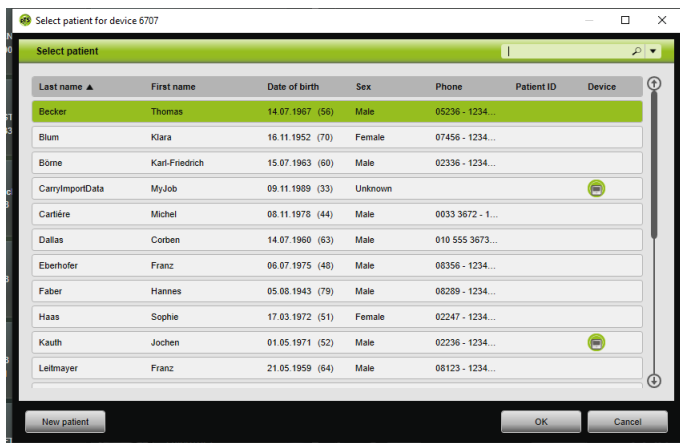 Select patient for device 6707
Select patient
Last name ▲ First name Date of birth Sex Phone Patient ID Device
Becker Thomas 14.07.1967 (56) Male 05236 - 1234...
Blum Klara 16.11.1952 (70) Female 07456 - 1234...
Börne Karl-Friedrich 15.07.1963 (60) Male 02336 - 1234...
CarryImportData MyJob 09.11.1989 (33) Unknown
Cartiére Michel 08.11.1978 (44) Male 0033 3672 - 1...
Dallas Corben 14.07.1960 (63) Male 010 555 3673...
Eberhofer Franz 06.07.1975 (48) Male 08356 - 1234...
Faber Hannes 05.08.1943 (79) Male 08289 - 1234...
Haas Sophie 17.03.1972 (51) Female 02247 - 1234...
Kauth Jochen 01.05.1971 (52) Male 02236 - 1234...
Leitmayer Franz 21.05.1959 (64) Male 08123 - 1234...
New patient OK Cancel